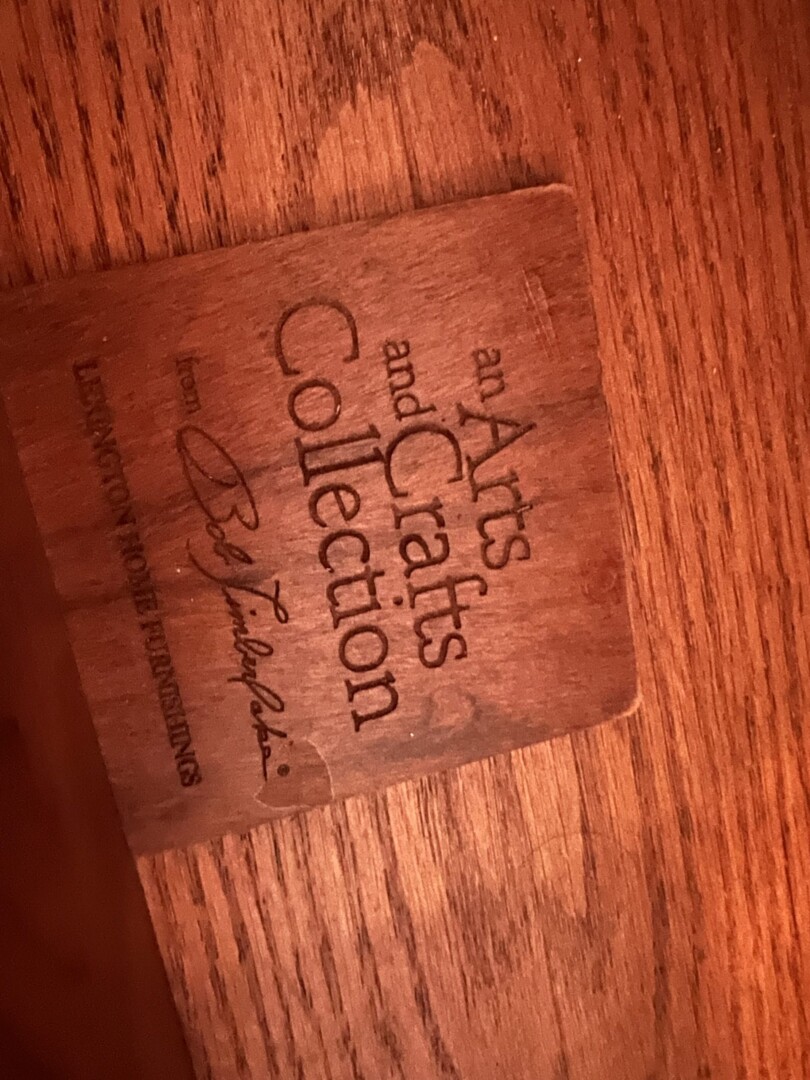 an Arts
and Crafts
Collection
from Bob Timberlake®
LEXINGTON HOME FURNISHINGS